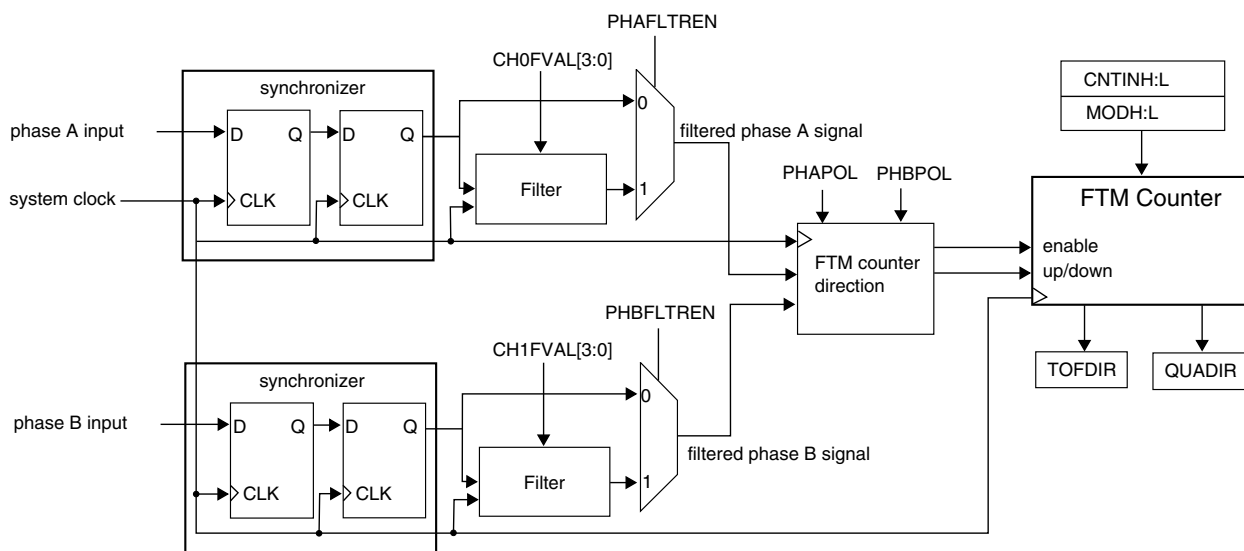 PHAFLTREN
CH0FVAL[3:0]
synchronizer
CNTINH:L
MODH:L
0
phase A input
D Q D Q
filtered phase A signal
Filter
1
PHAPOL PHBPOL
system clock
CLK CLK
FTM Counter
enable
up/down
FTM counter
direction
PHBFLTREN
CH1FVAL[3:0]
synchronizer
TOFDIR QUADIR
0
phase B input
D Q D Q
filtered phase B signal
Filter
1
CLK CLK